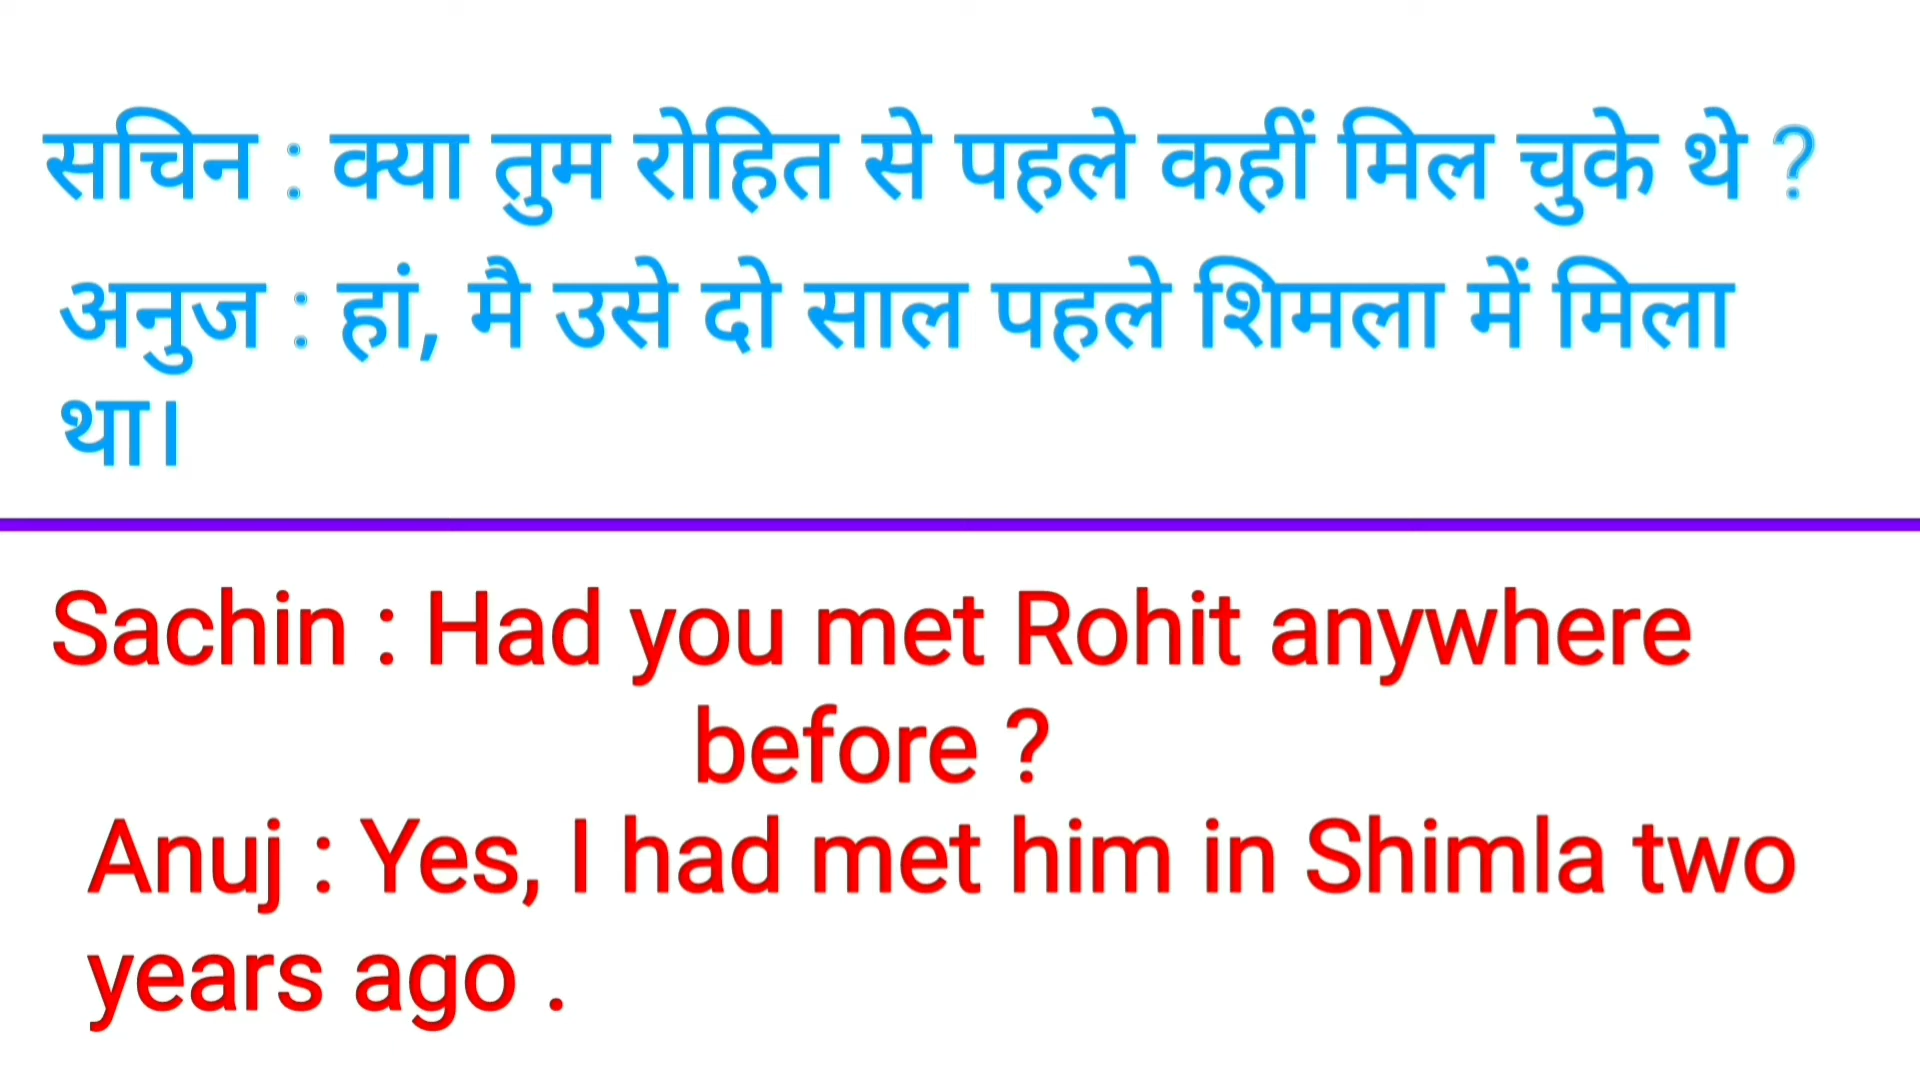 सचिन : क्या तुम रोहित से पहले कहीं मिल चुके थे ?
अनुज : हां, मै उसे दो साल पहले शिमला में मिला
था।
Sachin : Had you met Rohit anywhere
before ?
Anuj : Yes, I had met him in Shimla two
years ago .